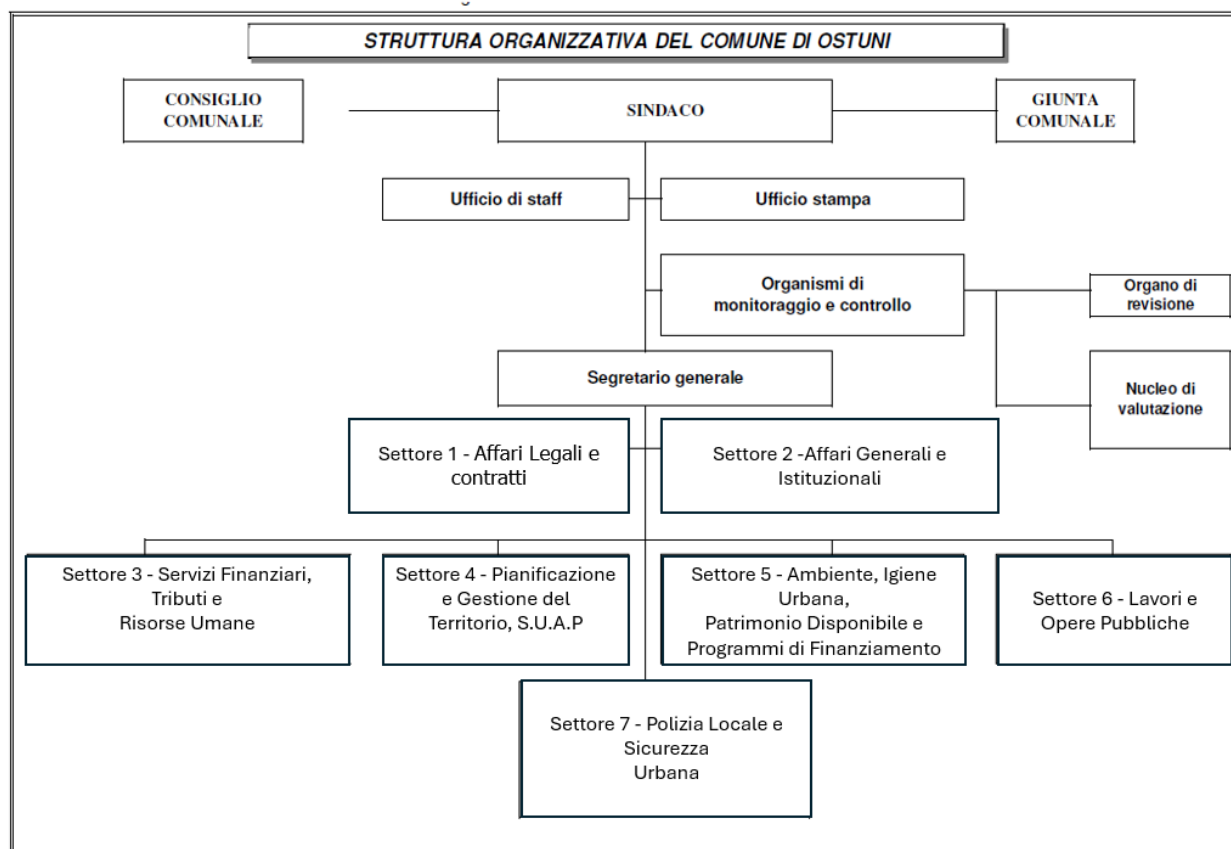 STRUTTURA ORGANIZZATIVA DEL COMUNE DI OSTUNI
CONSIGLIO
COMUNALE
SINDACO
GIUNTA
COMUNALE
Ufficio di staff
Ufficio stampa
Organismi di
monitoraggio e controllo
Organo di
revisione
Segretario generale
Nucleo di
valutazione
Settore 1 - Affari Legali e
contratti
Settore 2 -Affari Generali e
Istituzionali
Settore 3 - Servizi Finanziari,
Tributi e
Risorse Umane
Settore 4 - Pianificazione
e Gestione del
Territorio, S.U.A.P
Settore 5 - Ambiente, Igiene
Urbana,
Patrimonio Disponibile e
Programmi di Finanziamento
Settore 6 - Lavori e
Opere Pubbliche
Settore 7 - Polizia Locale e
Sicurezza
Urbana